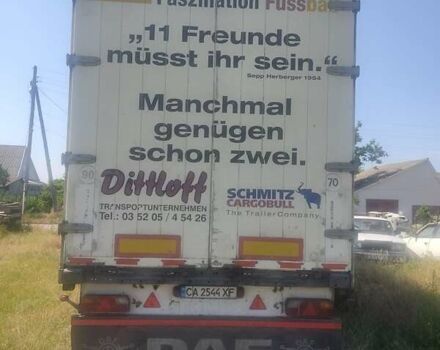 Faszination Fussba
„11 Freunde
müsst ihr sein.“
Sepp Herberger 1954
Manchmal
genügen
schon zwei.
90
70
Dittloff
TRANSPORTUNTERNEHMEN
Tel.: 03 52 05 / 4 54 26
SCHMITZ
CARGOBULL
The Trailer Company.
CA 2544 XF
DAF